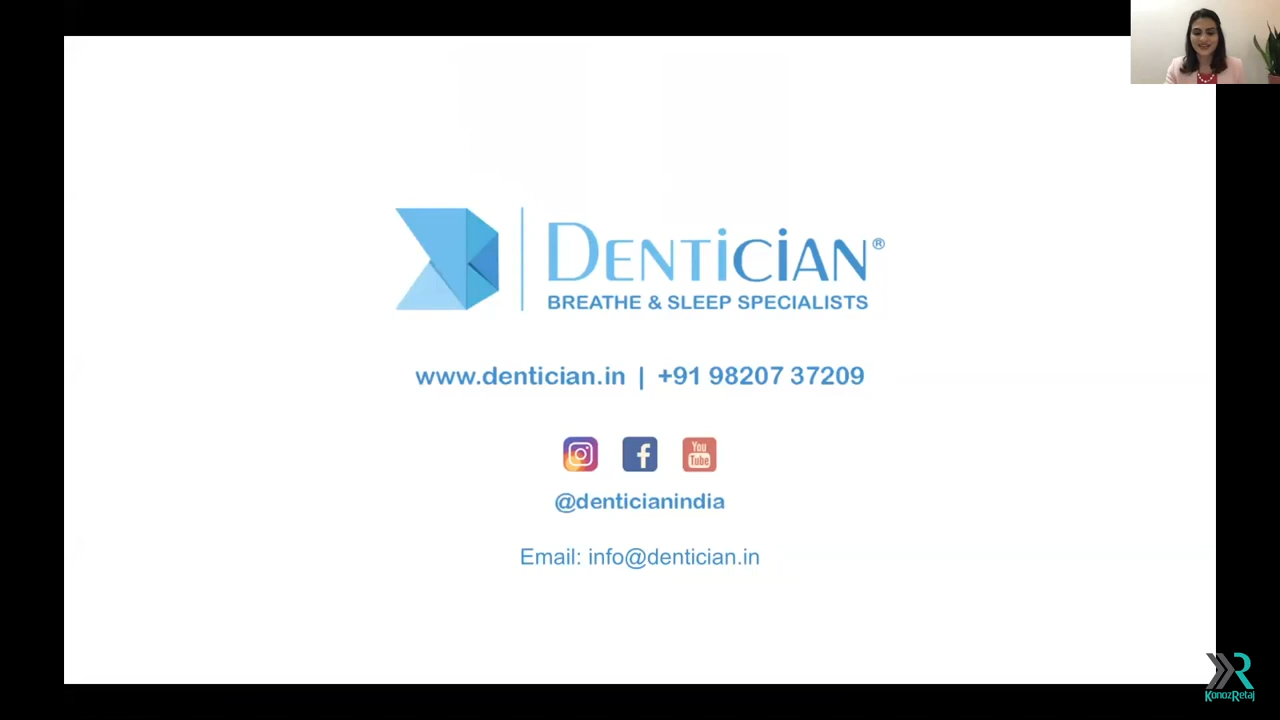 DENTiCiAN®
BREATHE & SLEEP SPECIALISTS
www.dentician.in | +91 98207 37209
You
Tube
@denticianindia
Email: info@dentician.in
KonozRetaj